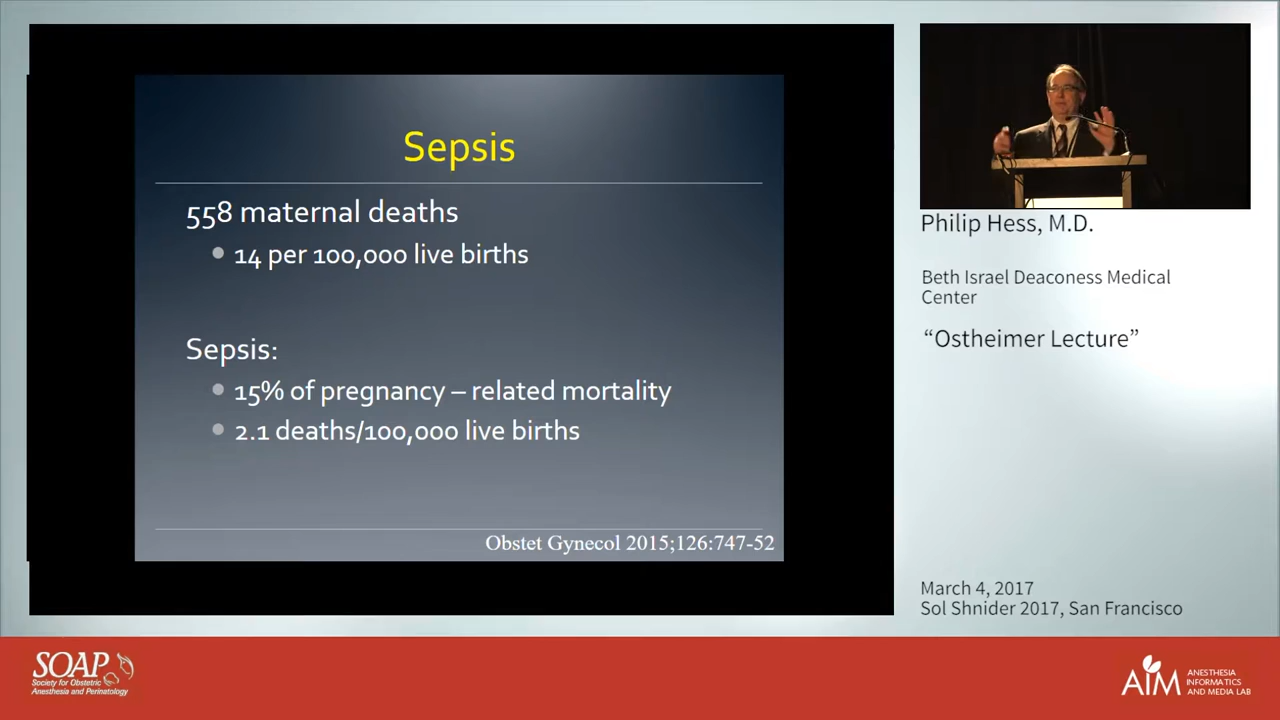 Sepsis
558 maternal deaths
14 per 100,000 live births
Sepsis:
15% of pregnancy – related mortality
2.1 deaths/100,000 live births
Obstet Gynecol 2015;126:747-52
Philip Hess, M.D.
Beth Israel Deaconess Medical
Center
“Ostheimer Lecture”
March 4, 2017
Sol Shnider 2017, San Francisco
SOAP
Society for Obstetric
Anesthesia and Perinatology
AIM
ANESTHESIA
INFORMATICS
AND MEDIA LAB